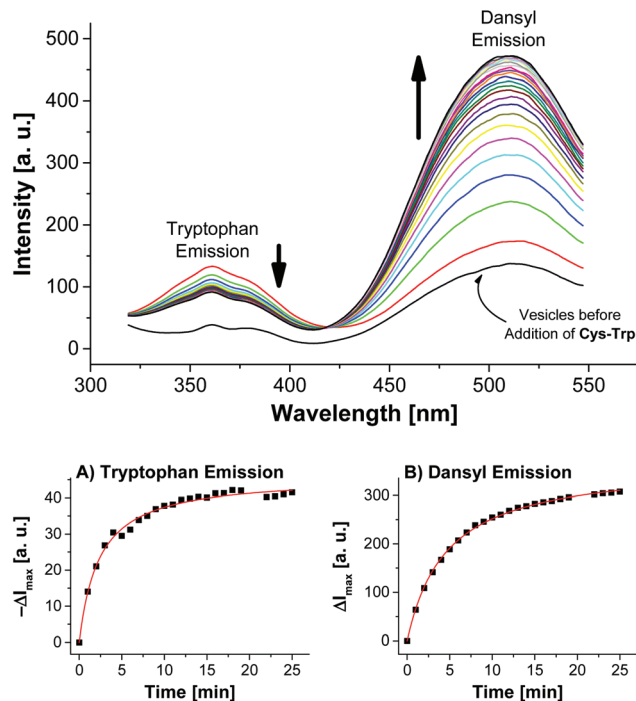 Dansyl
Emission
500
400
300
200
100
0
Intensity [a. u.]
Tryptophan
Emission
Vesicles before
Addition of Cys-Trp
300 350 400 450 500 550
Wavelength [nm]
A) Tryptophan Emission
40
30
20
10
0
−ΔImax [a. u.]
0 5 10 15 20 25
Time [min]
B) Dansyl Emission
300
200
100
0
ΔImax [a. u.]
0 5 10 15 20 25
Time [min]